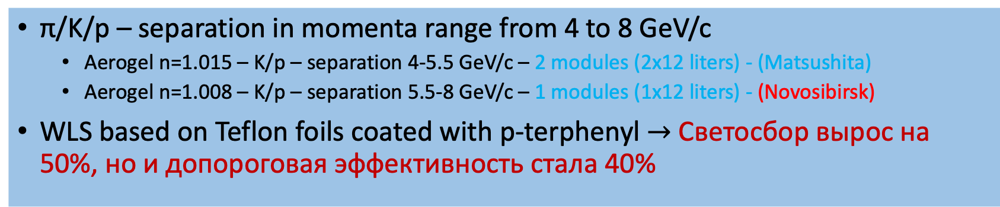 • π/K/p – separation in momenta range from 4 to 8 GeV/c
• Aerogel n=1.015 – K/p – separation 4-5.5 GeV/c – 2 modules (2x12 liters) - (Matsushita)
• Aerogel n=1.008 – K/p – separation 5.5-8 GeV/c – 1 modules (1x12 liters) - (Novosibirsk)
• WLS based on Teflon foils coated with p-terphenyl → Светосбор вырос на
50%, но и допороговая эффективность стала 40%